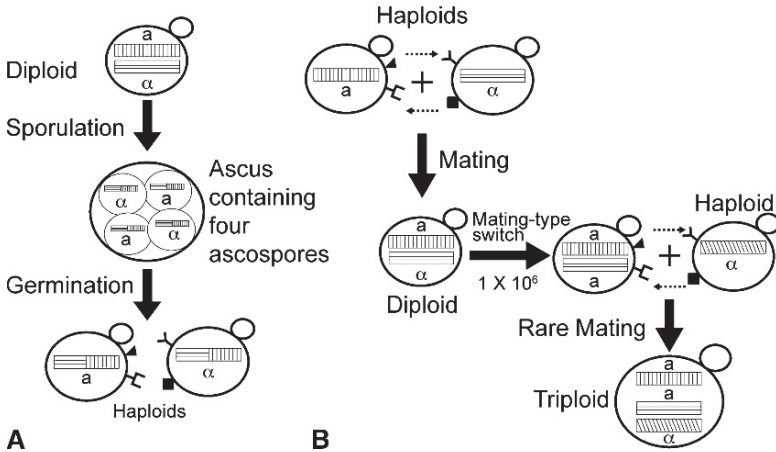 a
Diploid
α
Sporulation
α
a
a
α
Ascus
containing
four
ascospores
Germination
a
α
Haploids
A
Haploids
a
+
α
Mating
a
α
Diploid
Mating-type
switch
1 X 10⁶
a
a
+
Haploid
α
Rare Mating
Triploid
a
a
α
B